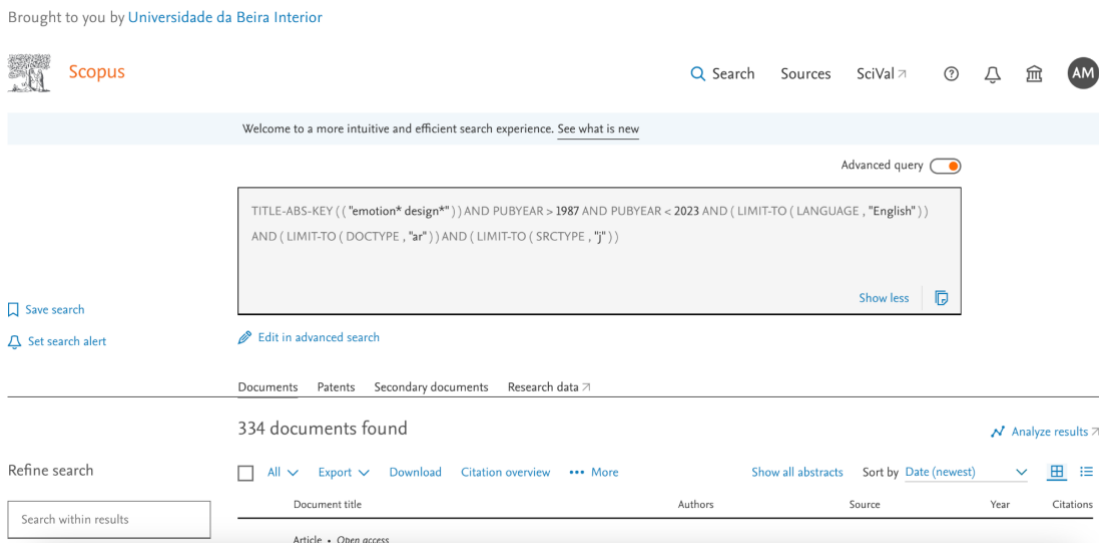 Brought to you by Universidade da Beira Interior
Scopus
Search Sources SciVal AM
Welcome to a more intuitive and efficient search experience. See what is new
Advanced query
TITLE-ABS-KEY ( ( "emotion* design*" ) ) AND PUBYEAR > 1987 AND PUBYEAR < 2023 AND ( LIMIT-TO ( LANGUAGE , "English" ) )
AND ( LIMIT-TO ( DOCTYPE , "ar" ) ) AND ( LIMIT-TO ( SRCTYPE , "j" ) )
Show less
Save search
Set search alert
Edit in advanced search
Documents Patents Secondary documents Research data
334 documents found
Analyze results
Refine search
All Export Download Citation overview ••• More Show all abstracts Sort by Date (newest)
Document title Authors Source Year Citations
Search within results
Article • Open access